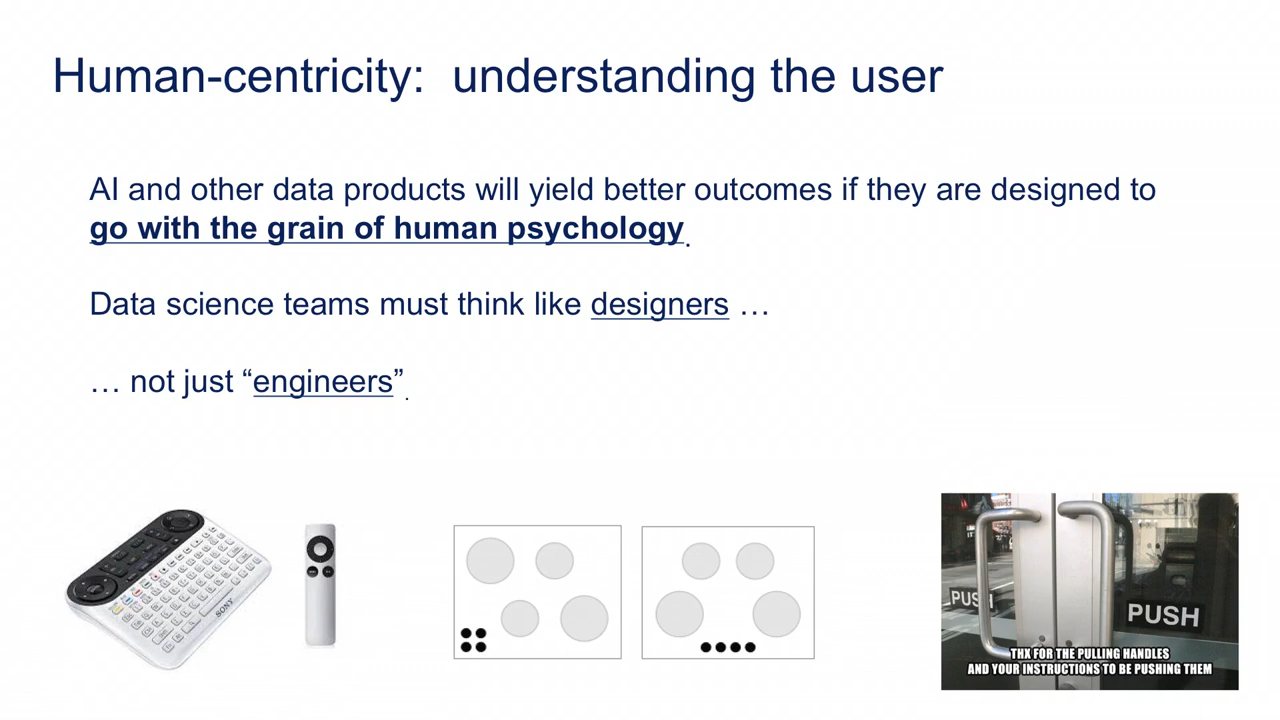 Human-centricity:  understanding the user
AI and other data products will yield better outcomes if they are designed to
go with the grain of human psychology.
Data science teams must think like designers …
… not just “engineers”.
SONY
PUSH
PUSH
THX FOR THE PULLING HANDLES
AND YOUR INSTRUCTIONS TO BE PUSHING THEM